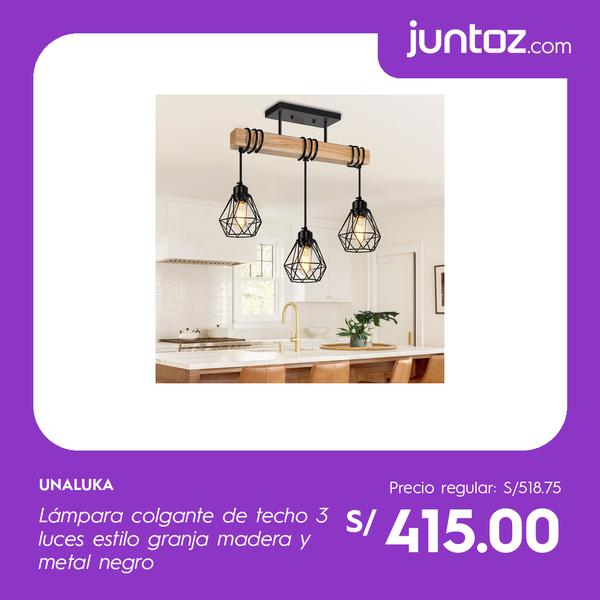 juntoz.com
UNALUKA
Lámpara colgante de techo 3
luces estilo granja madera y
metal negro
Precio regular: S/518.75
S/415.00